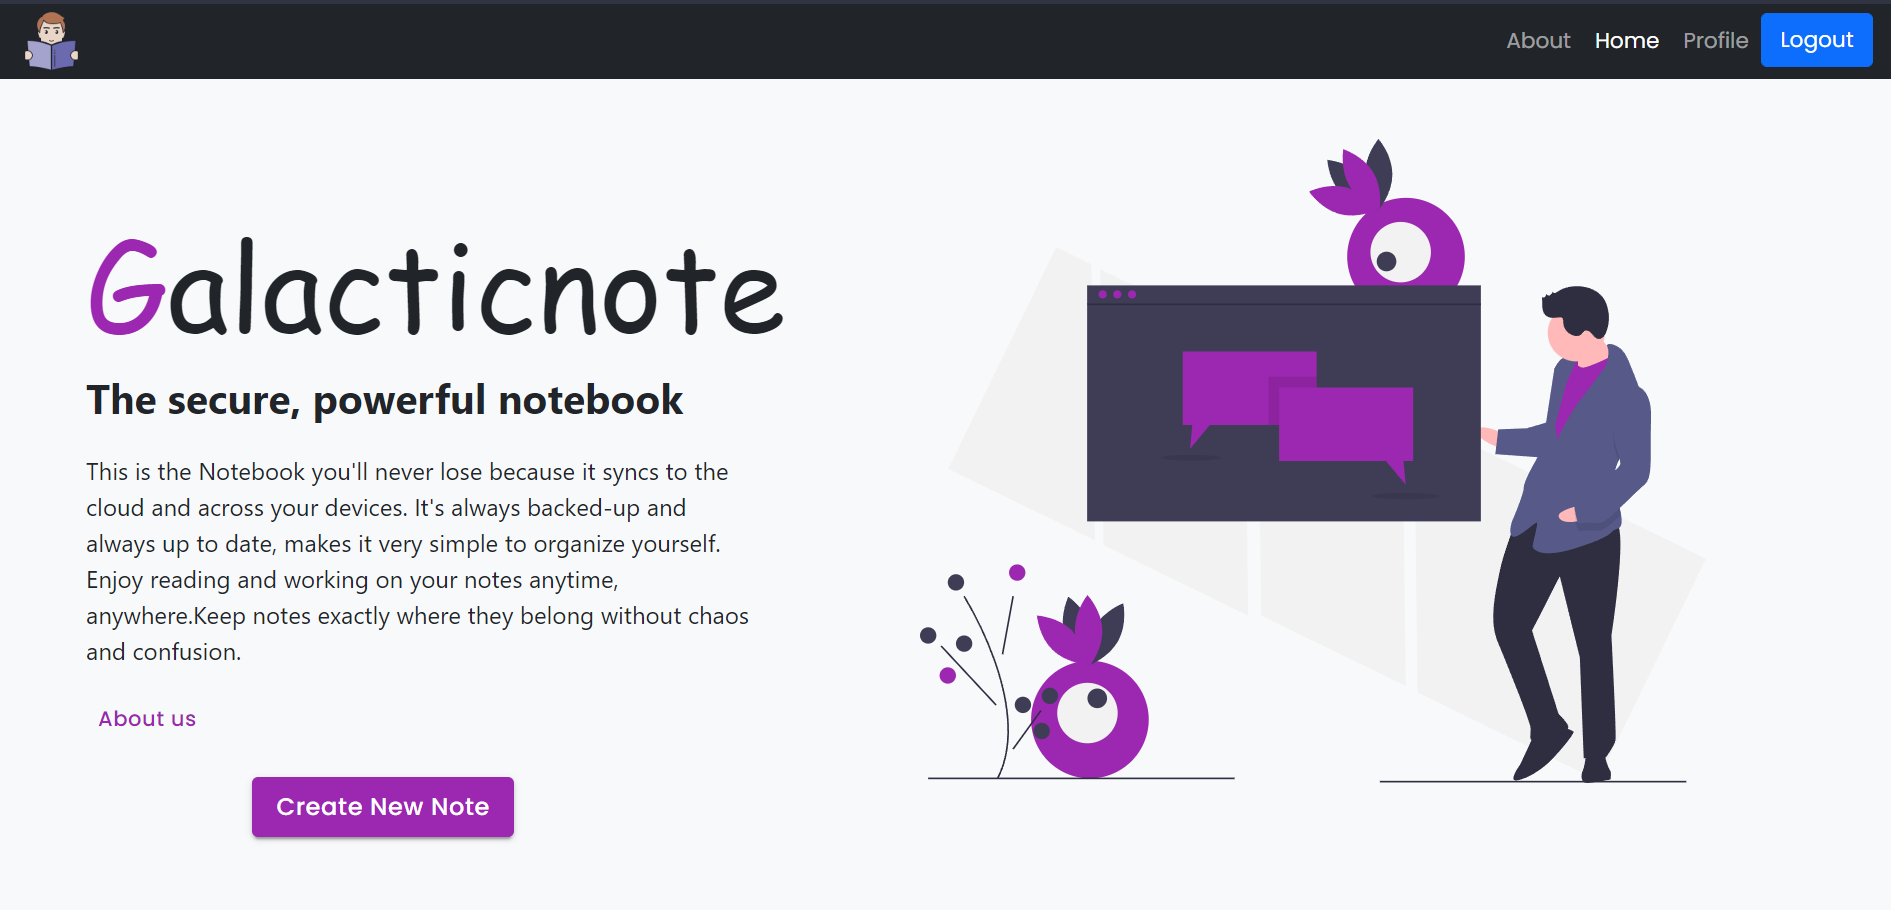 About Home Profile Logout
Galacticnote
The secure, powerful notebook
This is the Notebook you'll never lose because it syncs to the
cloud and across your devices. It's always backed-up and
always up to date, makes it very simple to organize yourself.
Enjoy reading and working on your notes anytime,
anywhere.Keep notes exactly where they belong without chaos
and confusion.
About us
Create New Note